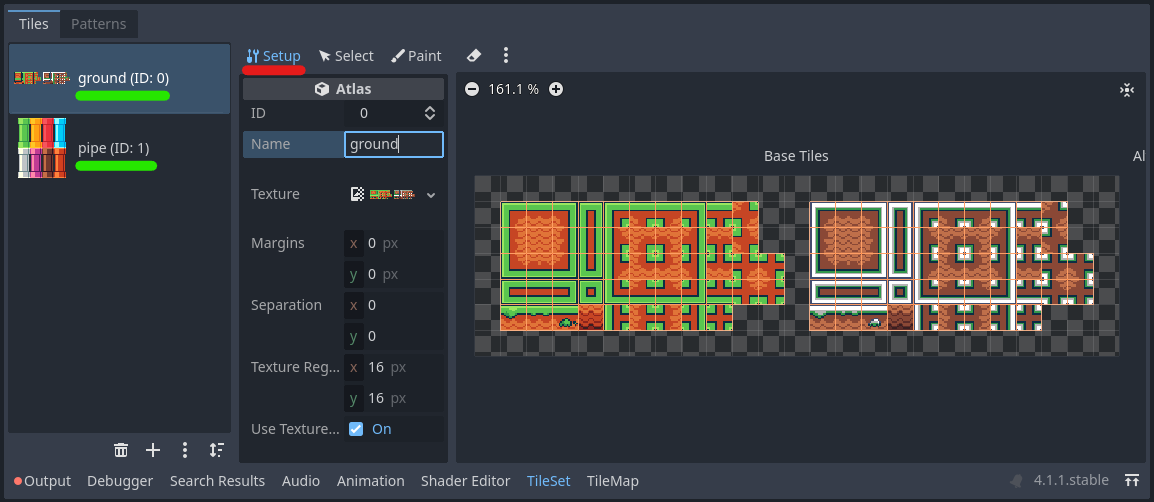 Tiles Patterns
ground (ID: 0)
pipe (ID: 1)
Setup Select Paint
Atlas
ID 0
Name ground
Texture
Margins x 0 px
y 0 px
Separation x 0
y 0
Texture Reg... x 16 px
y 16 px
Use Texture... On
161.1 %
Base Tiles Al
Output Debugger Search Results Audio Animation Shader Editor TileSet TileMap 4.1.1.stable